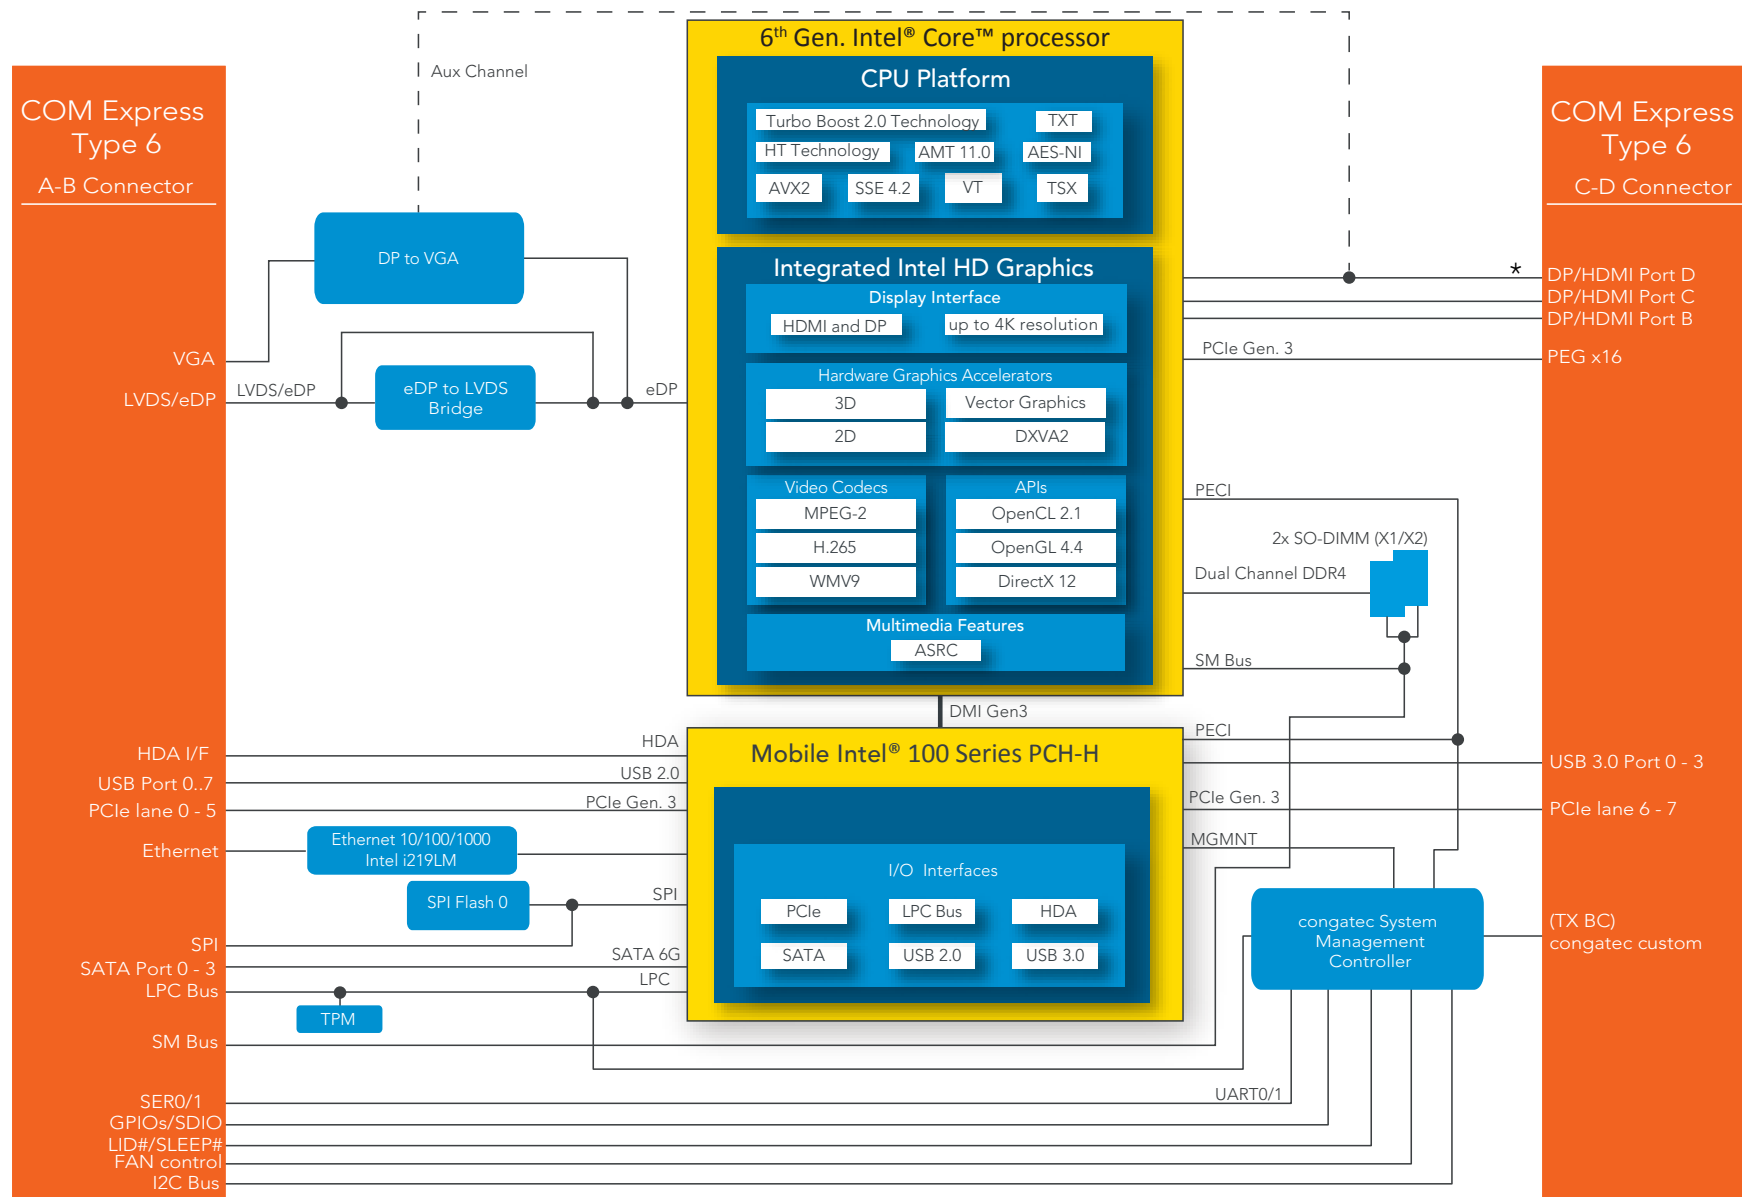 6th Gen. Intel® Core™ processor
CPU Platform
Turbo Boost 2.0 Technology
TXT
HT Technology
AMT 11.0
AES-NI
AVX2
SSE 4.2
VT
TSX
Integrated Intel HD Graphics
Display Interface
HDMI and DP
up to 4K resolution
Hardware Graphics Accelerators
3D
Vector Graphics
2D
DXVA2
Video Codecs
MPEG-2
H.265
WMV9
APIs
OpenCL 2.1
OpenGL 4.4
DirectX 12
Multimedia Features
ASRC
DMI Gen3
Mobile Intel® 100 Series PCH-H
I/O Interfaces
PCIe
LPC Bus
HDA
SATA
USB 2.0
USB 3.0
COM Express
Type 6
A-B Connector
VGA
LVDS/eDP
HDA I/F
USB Port 0..7
PCIe lane 0 - 5
Ethernet
SPI
SATA Port 0 - 3
LPC Bus
SM Bus
SER0/1
GPIOs/SDIO
LID#/SLEEP#
FAN control
I2C Bus
Aux Channel
DP to VGA
LVDS/eDP
eDP to LVDS
Bridge
eDP
HDA
USB 2.0
PCIe Gen. 3
Ethernet 10/100/1000
Intel i219LM
SPI Flash 0
SPI
SATA 6G
LPC
TPM
UART0/1
PCIe Gen. 3
PECI
2x SO-DIMM (X1/X2)
Dual Channel DDR4
SM Bus
PECI
PCIe Gen. 3
MGMNT
congatec System
Management
Controller
COM Express
Type 6
C-D Connector
* DP/HDMI Port D
DP/HDMI Port C
DP/HDMI Port B
PEG x16
USB 3.0 Port 0 - 3
PCIe lane 6 - 7
(TX BC)
congatec custom